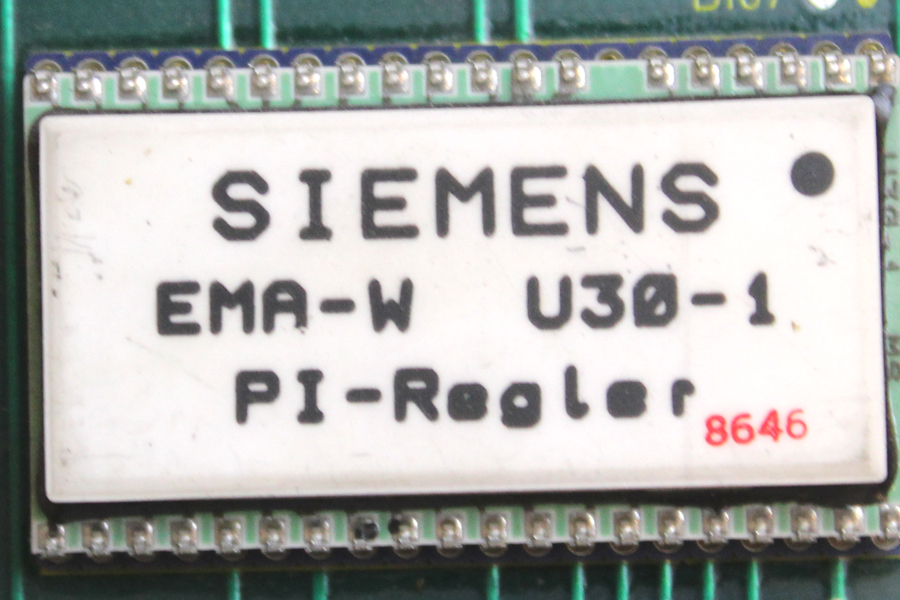 SIEMENS
EMA-W U30-1
PI-Regler
8646